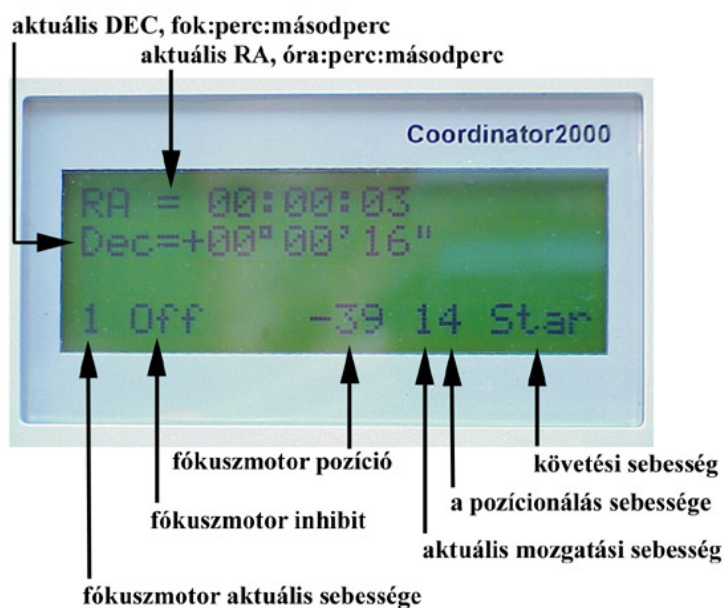 aktuális DEC, fok:perc:másodperc
aktuális RA, óra:perc:másodperc
Coordinator2000
RA = 00:00:03
Dec=+00°00'16"
1 Off -39 14 Star
fókuszmotor pozíció
követési sebesség
a pozícionálás sebessége
fókuszmotor inhibit
aktuális mozgatási sebesség
fókuszmotor aktuális sebessége